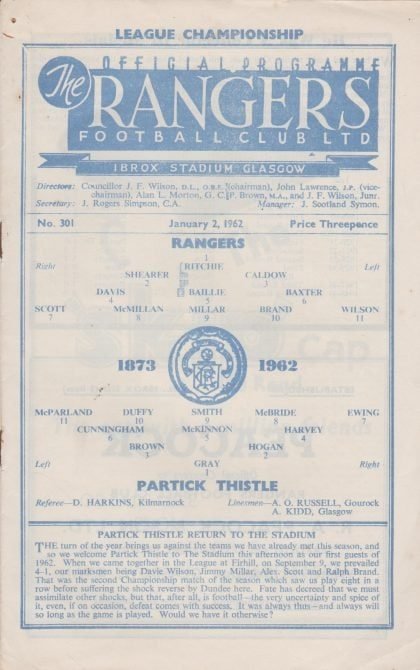 LEAGUE CHAMPIONSHIP
OFFICIAL PROGRAMME
The RANGERS
FOOTBALL CLUB LTD
IBROX STADIUM GLASGOW
Directors: Councillor J. F. Wilson, D.L., O.B.E. (chairman), John Lawrence, J.P. (vice-
chairman), Alan L. Morton, G. C. P. Brown, M.A., and J. F. Wilson, Junr.
Secretary: J. Rogers Simpson, C.A. Manager: J. Scotland Symon.
No. 301 January 2, 1962 Price Threepence
RANGERS
1
Right RITCHIE Left
SHEARER CALDOW
2 3
DAVIS BAILLIE BAXTER
4 5 6
SCOTT McMILLAN MILLAR BRAND WILSON
7 8 9 10 11
1873 1962
McPARLAND DUFFY SMITH McBRIDE EWING
11 10 9 8 7
CUNNINGHAM McKINNON HARVEY
6 5 4
BROWN HOGAN
3 2
Left GRAY Right
1
PARTICK THISTLE
Referee—D. HARKINS, Kilmarnock Linesmen—A. O. RUSSELL, Gourock
A. KIDD, Glasgow
PARTICK THISTLE RETURN TO THE STADIUM
THE turn of the year brings us against the teams we have already met this season, and
so we welcome Partick Thistle to The Stadium this afternoon as our first guests of
1962. When we came together in the League at Firhill, on September 9, we prevailed
4–1, our marksmen being Davie Wilson, Jimmy Millar, Alex. Scott and Ralph Brand.
That was the second Championship match of the season which saw us play eight in a
row before suffering the shock reverse by Dundee here. Fate has decreed that we must
assimilate other shocks, but that, after all, is football—the very uncertainty and spice of
it, even, if on occasion, defeat comes with success. It was always thus—and always will
so long as the game is played. Would we have it otherwise?